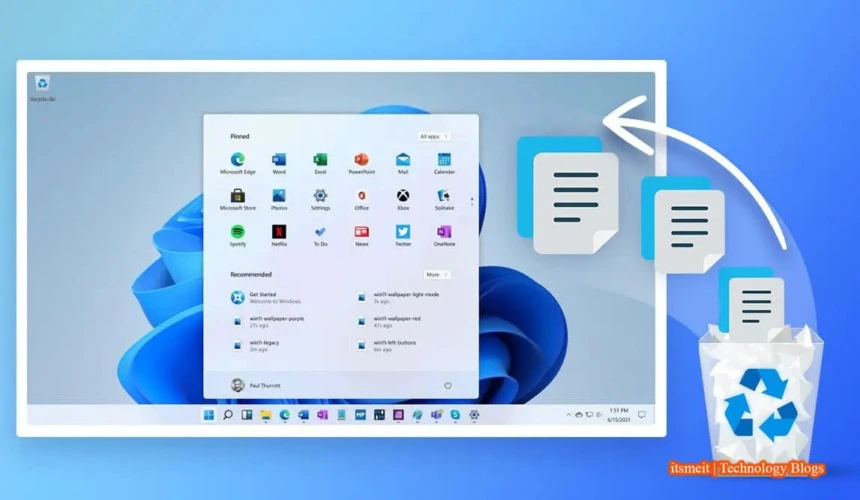 Recycle Bin
Pinned
All apps
Microsoft Edge
Word
Excel
PowerPoint
Mail
Calendar
Microsoft Store
Photos
Settings
Office
Xbox
Solitaire
Spotify
Netflix
To Do
News
Twitter
OneNote
Recommended
More
Get Started
Welcome to Windows
win11-wallpaper-light-mode
1s ago
win11-wallpaper-purple
27s ago
win11-wallpaper-red
47s ago
win11-legacy
2m ago
win11-left-buttons
6m ago
Paul Thurrott
1:51 PM
6/15/2021
itsmeit | Technology Blogs